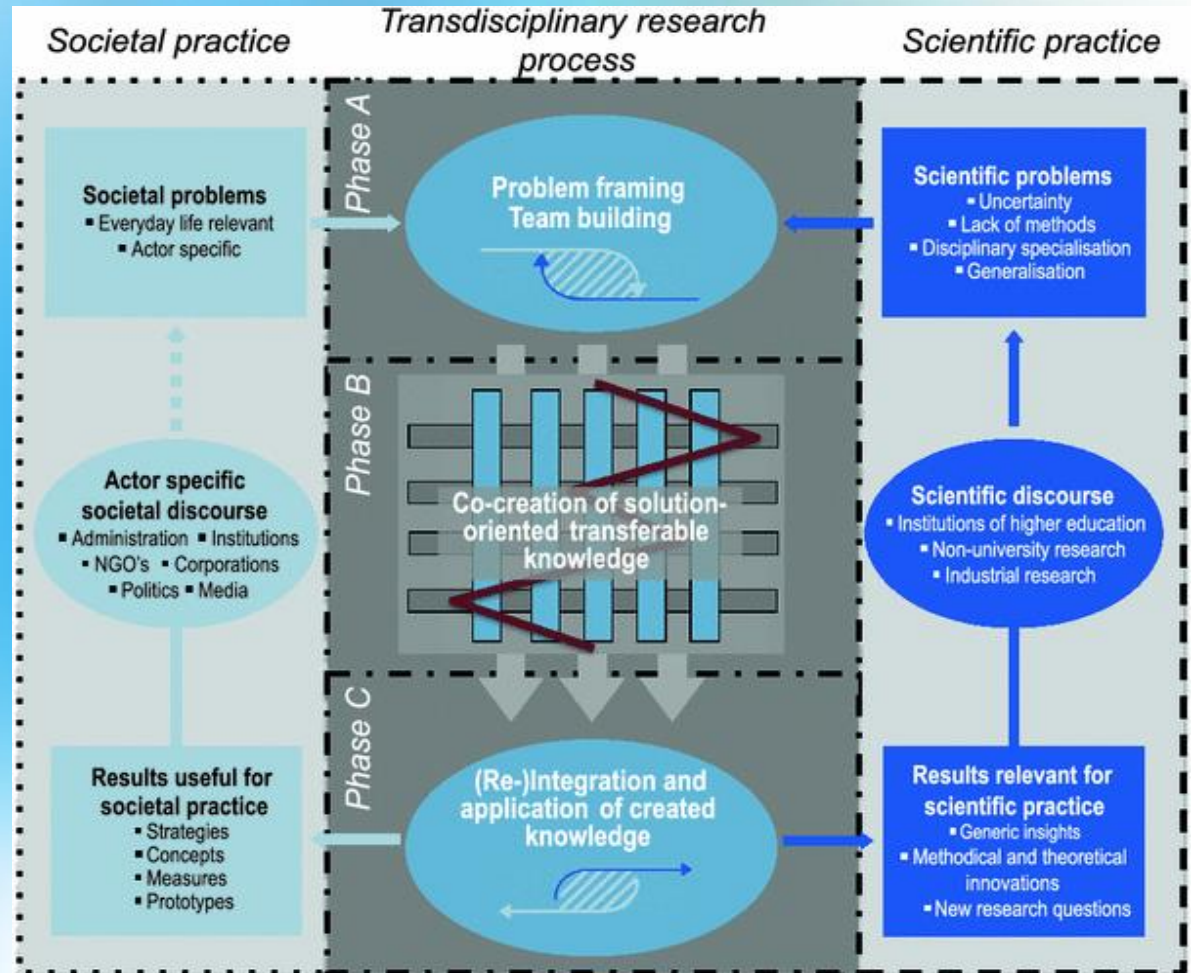 Societal practice
Transdisciplinary research
process
Scientific practice
Phase A
Societal problems
▪ Everyday life relevant
▪ Actor specific
Problem framing
Team building
Scientific problems
▪ Uncertainty
▪ Lack of methods
▪ Disciplinary specialisation
▪ Generalisation
Phase B
Actor specific
societal discourse
▪ Administration ▪ Institutions
▪ NGO's ▪ Corporations
▪ Politics ▪ Media
Co-creation of solution-
oriented transferable
knowledge
Scientific discourse
▪ Institutions of higher education
▪ Non-university research
▪ Industrial research
Phase C
Results useful for
societal practice
▪ Strategies
▪ Concepts
▪ Measures
▪ Prototypes
(Re-)Integration and
application of created
knowledge
Results relevant for
scientific practice
▪ Generic insights
▪ Methodical and theoretical
innovations
▪ New research questions